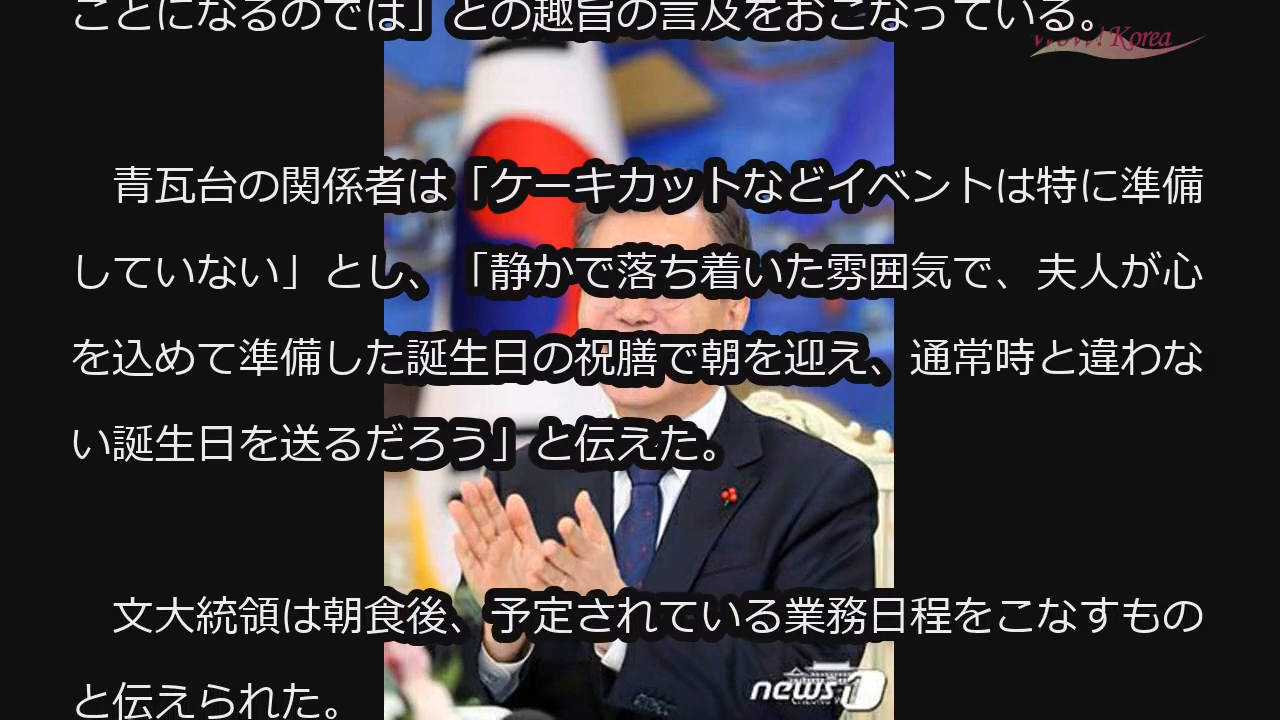 ことになるのでは」との趣旨の言及をおこなっている。
WoW! Korea
青瓦台の関係者は「ケーキカットなどイベントは特に準備
していない」とし、「静かで落ち着いた雰囲気で、夫人が心
を込めて準備した誕生日の祝膳で朝を迎え、通常時と違わな
い誕生日を送るだろう」と伝えた。
文大統領は朝食後、予定されている業務日程をこなすもの
と伝えられた。
news1